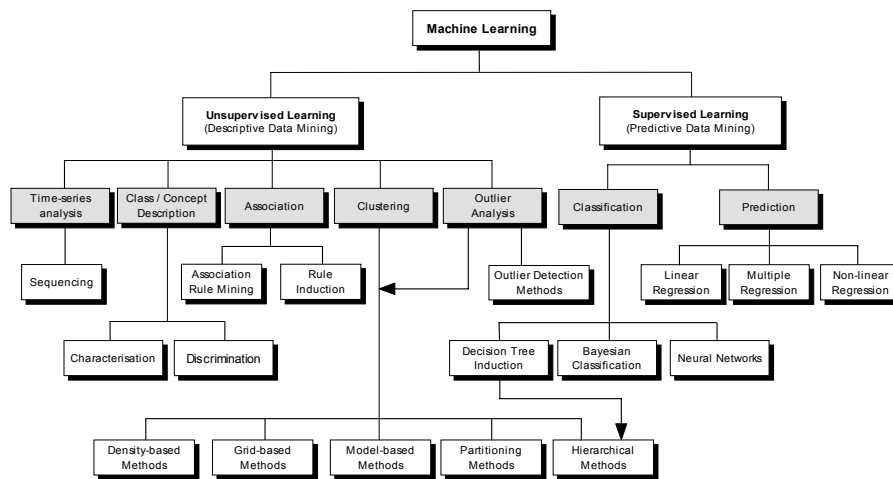 Machine Learning
Unsupervised Learning
(Descriptive Data Mining)
Supervised Learning
(Predictive Data Mining)
Time-series
analysis
Class / Concept
Description
Association
Clustering
Outlier
Analysis
Classification
Prediction
Sequencing
Association
Rule Mining
Rule
Induction
Outlier Detection
Methods
Linear
Regression
Multiple
Regression
Non-linear
Regression
Characterisation
Discrimination
Decision Tree
Induction
Bayesian
Classification
Neural Networks
Density-based
Methods
Grid-based
Methods
Model-based
Methods
Partitioning
Methods
Hierarchical
Methods